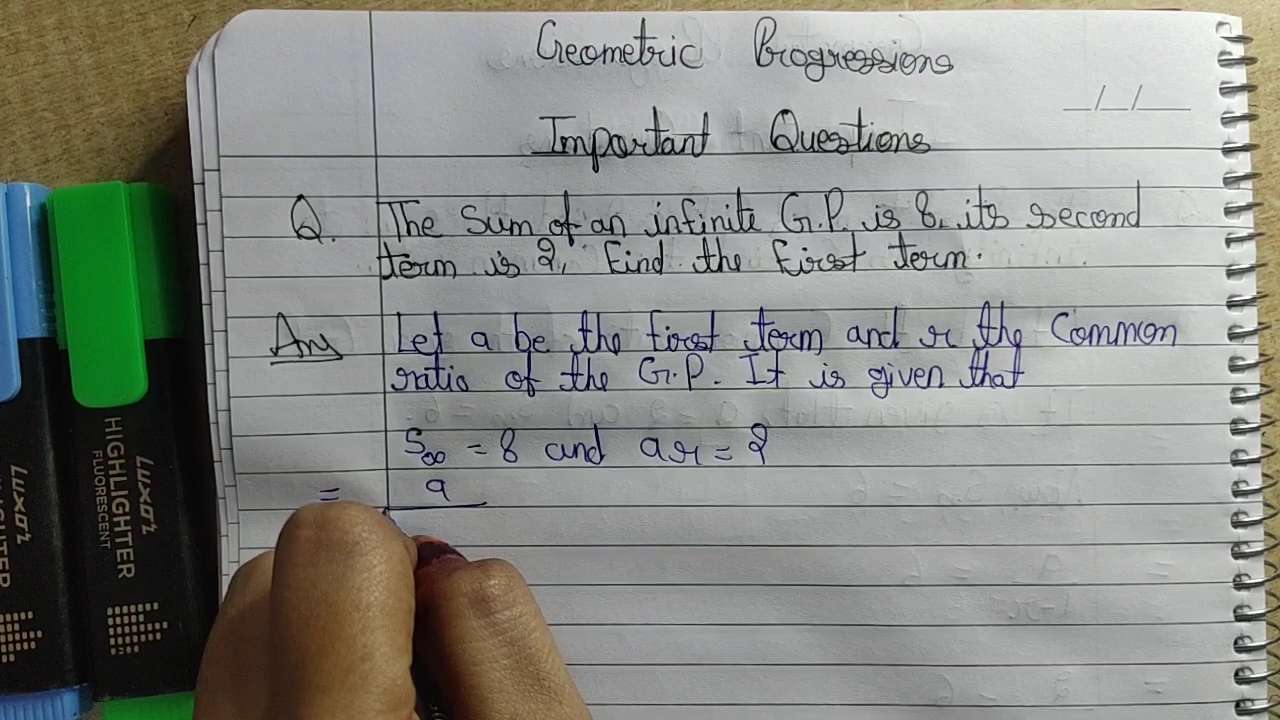 Geometric Progressions
_/_/_
Important Questions
Q. The Sum of an infinite G.P. is 8, its second
term is 2, Find the first term.
Ans Let a be the first term and r the Common
ratio of the G.P. It is given that
S∞ = 8 and ar = 2
= a
HIGHLIGHTER
FLUORESCENT
Luxor
Luxor